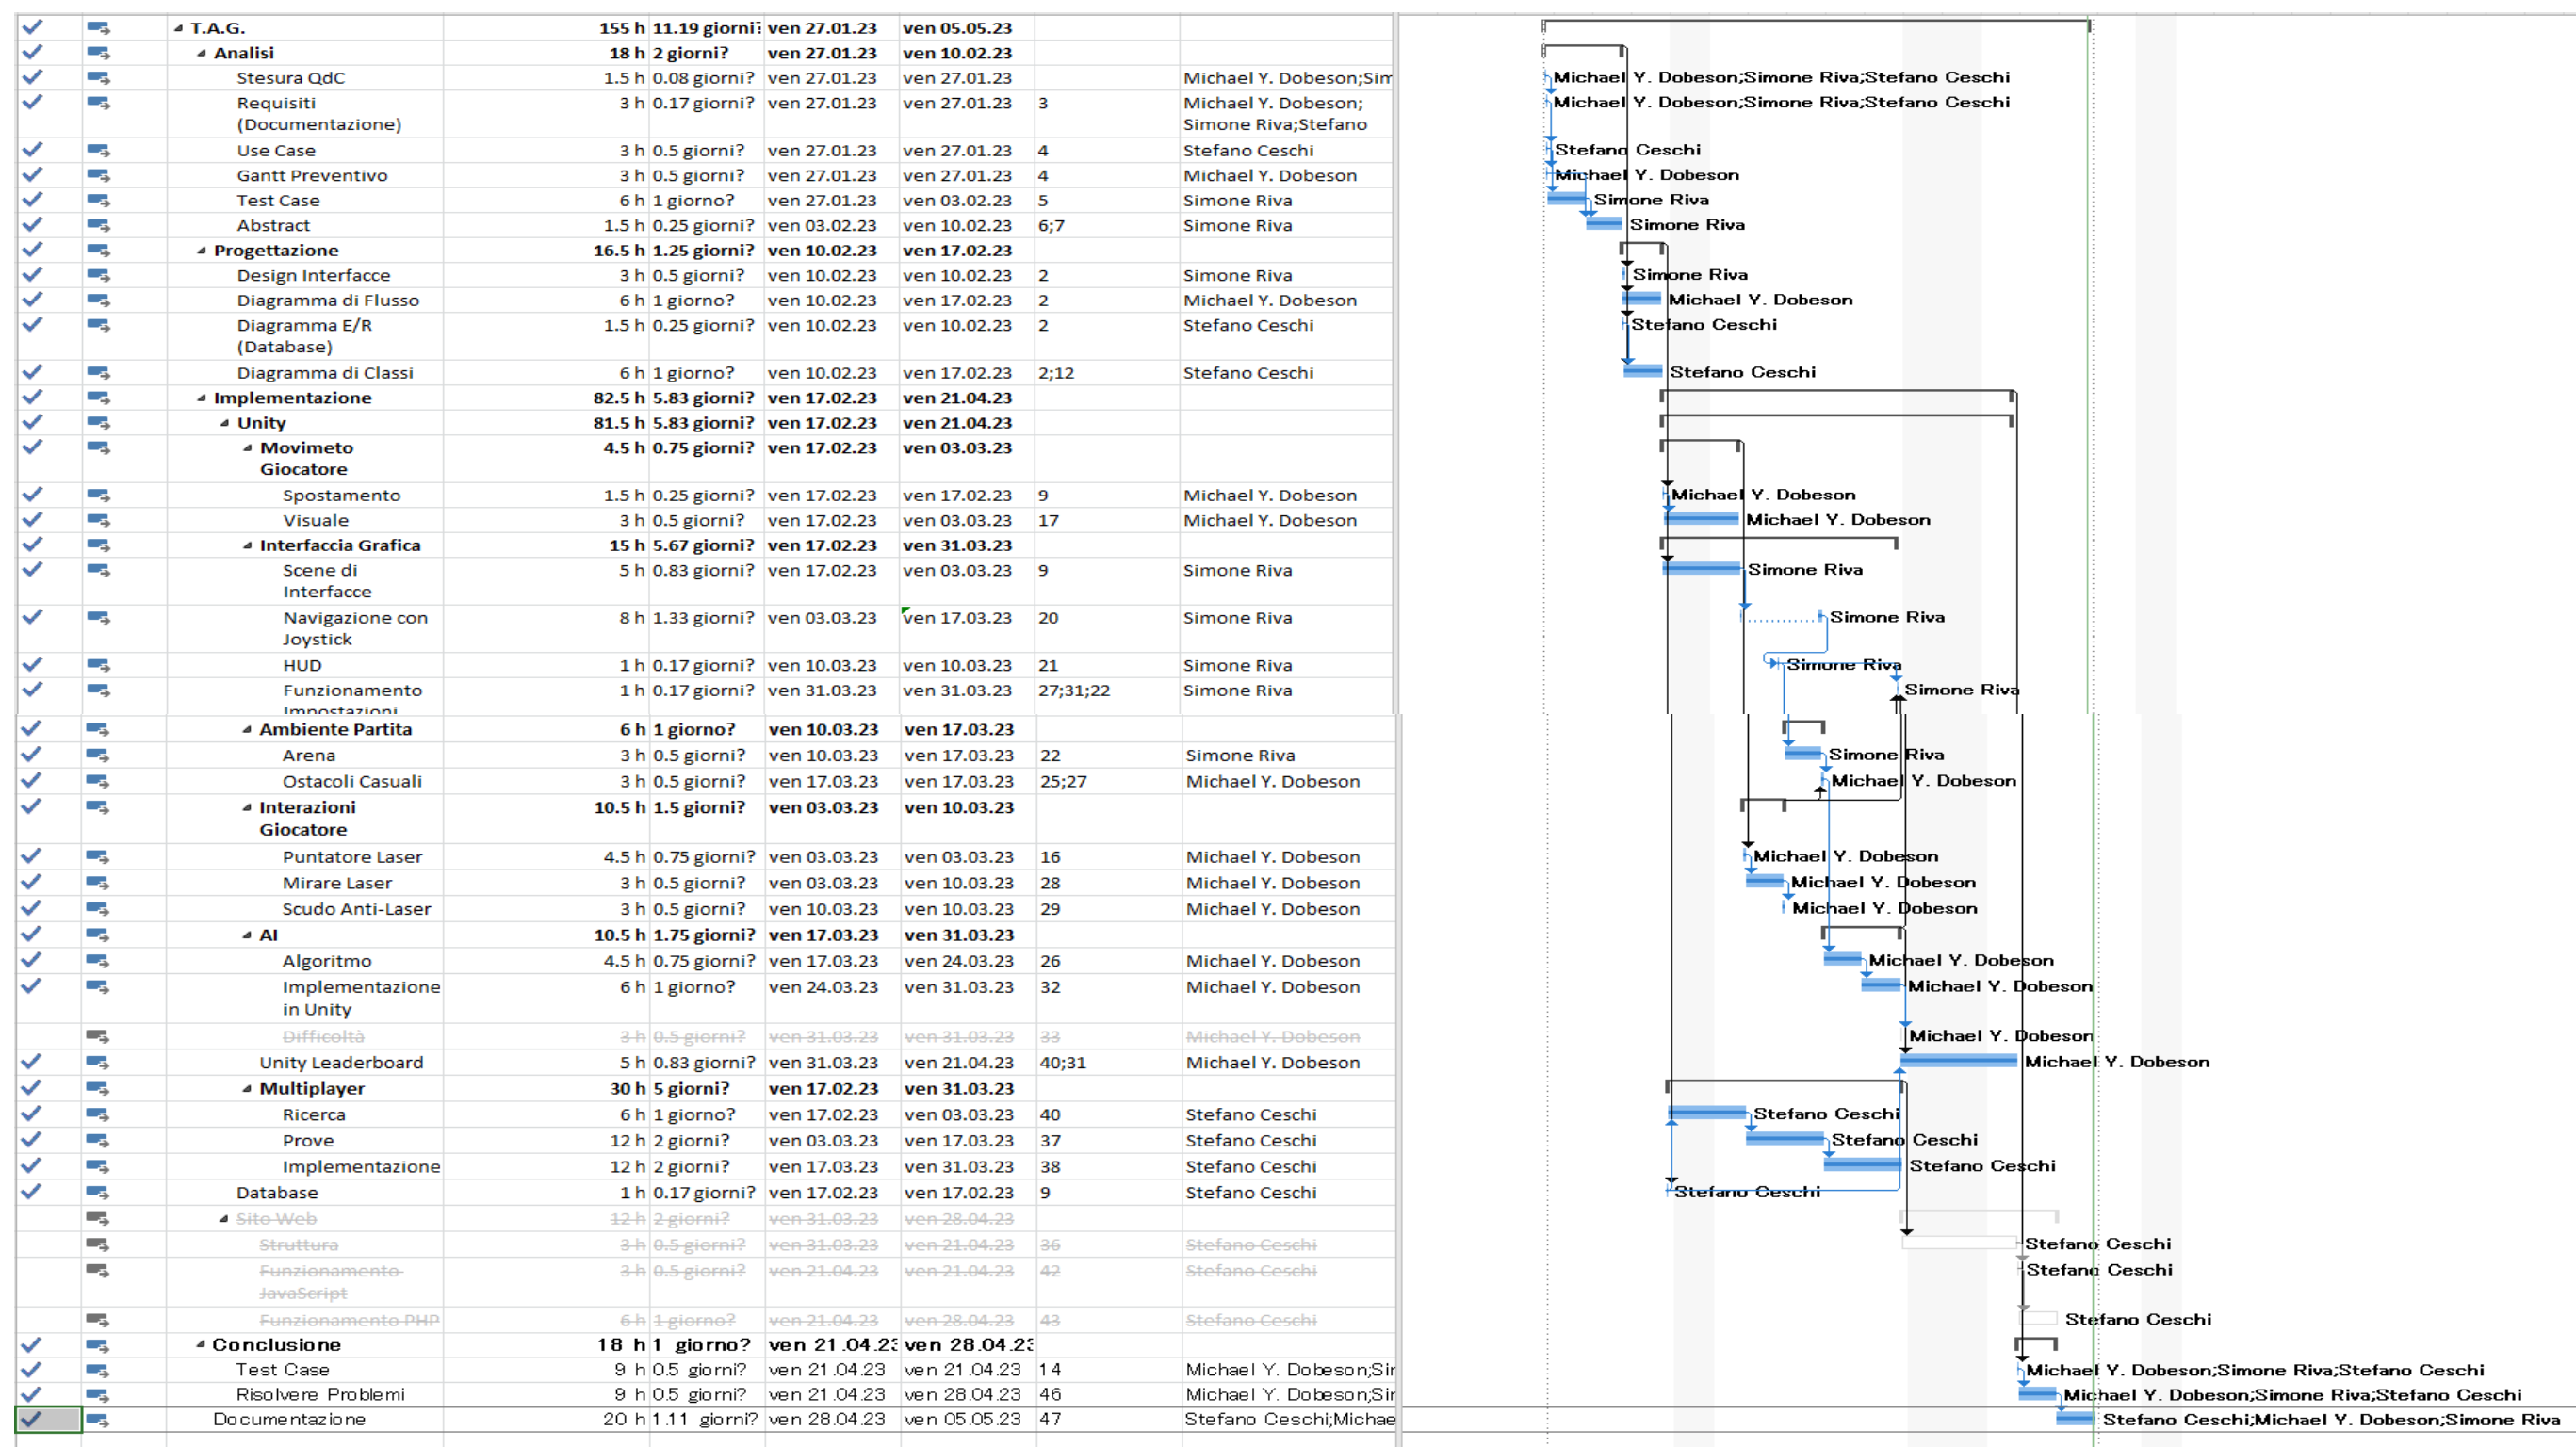 T.A.G. 155 h 11.19 giorni? ven 27.01.23 ven 05.05.23
Analisi 18 h 2 giorni? ven 27.01.23 ven 10.02.23
Stesura QdC 1.5 h 0.08 giorni? ven 27.01.23 ven 27.01.23 Michael Y. Dobeson;Sim Michael Y. Dobeson;Simone Riva;Stefano Ceschi
Requisiti 3 h 0.17 giorni? ven 27.01.23 ven 27.01.23 3 Michael Y. Dobeson; Michael Y. Dobeson;Simone Riva;Stefano Ceschi
(Documentazione) Simone Riva;Stefano
Use Case 3 h 0.5 giorni? ven 27.01.23 ven 27.01.23 4 Stefano Ceschi Stefano Ceschi
Gantt Preventivo 3 h 0.5 giorni? ven 27.01.23 ven 27.01.23 4 Michael Y. Dobeson Michael Y. Dobeson
Test Case 6 h 1 giorno? ven 27.01.23 ven 03.02.23 5 Simone Riva Simone Riva
Abstract 1.5 h 0.25 giorni? ven 03.02.23 ven 10.02.23 6;7 Simone Riva Simone Riva
Progettazione 16.5 h 1.25 giorni? ven 10.02.23 ven 17.02.23
Design Interfacce 3 h 0.5 giorni? ven 10.02.23 ven 10.02.23 2 Simone Riva Simone Riva
Diagramma di Flusso 6 h 1 giorno? ven 10.02.23 ven 17.02.23 2 Michael Y. Dobeson Michael Y. Dobeson
Diagramma E/R 1.5 h 0.25 giorni? ven 10.02.23 ven 10.02.23 2 Stefano Ceschi Stefano Ceschi
(Database)
Diagramma di Classi 6 h 1 giorno? ven 10.02.23 ven 17.02.23 2;12 Stefano Ceschi Stefano Ceschi
Implementazione 82.5 h 5.83 giorni? ven 17.02.23 ven 21.04.23
Unity 81.5 h 5.83 giorni? ven 17.02.23 ven 21.04.23
Movimeto 4.5 h 0.75 giorni? ven 17.02.23 ven 03.03.23
Giocatore
Spostamento 1.5 h 0.25 giorni? ven 17.02.23 ven 17.02.23 9 Michael Y. Dobeson Michael Y. Dobeson
Visuale 3 h 0.5 giorni? ven 17.02.23 ven 03.03.23 17 Michael Y. Dobeson Michael Y. Dobeson
Interfaccia Grafica 15 h 5.67 giorni? ven 17.02.23 ven 31.03.23
Scene di 5 h 0.83 giorni? ven 17.02.23 ven 03.03.23 9 Simone Riva Simone Riva
Interfacce
Navigazione con 8 h 1.33 giorni? ven 03.03.23 ven 17.03.23 20 Simone Riva Simone Riva
Joystick
HUD 1 h 0.17 giorni? ven 10.03.23 ven 10.03.23 21 Simone Riva Simone Riva
Funzionamento 1 h 0.17 giorni? ven 31.03.23 ven 31.03.23 27;31;22 Simone Riva Simone Riva
Impostazioni
Ambiente Partita 6 h 1 giorno? ven 10.03.23 ven 17.03.23
Arena 3 h 0.5 giorni? ven 10.03.23 ven 17.03.23 22 Simone Riva Simone Riva
Ostacoli Casuali 3 h 0.5 giorni? ven 17.03.23 ven 17.03.23 25;27 Michael Y. Dobeson Michael Y. Dobeson
Interazioni 10.5 h 1.5 giorni? ven 03.03.23 ven 10.03.23
Giocatore
Puntatore Laser 4.5 h 0.75 giorni? ven 03.03.23 ven 03.03.23 16 Michael Y. Dobeson Michael Y. Dobeson
Mirare Laser 3 h 0.5 giorni? ven 03.03.23 ven 10.03.23 28 Michael Y. Dobeson Michael Y. Dobeson
Scudo Anti-Laser 3 h 0.5 giorni? ven 10.03.23 ven 10.03.23 29 Michael Y. Dobeson Michael Y. Dobeson
AI 10.5 h 1.75 giorni? ven 17.03.23 ven 31.03.23
Algoritmo 4.5 h 0.75 giorni? ven 17.03.23 ven 24.03.23 26 Michael Y. Dobeson Michael Y. Dobeson
Implementazione 6 h 1 giorno? ven 24.03.23 ven 31.03.23 32 Michael Y. Dobeson Michael Y. Dobeson
in Unity
Difficoltà 3 h 0.5 giorni? ven 31.03.23 ven 31.03.23 33 Michael Y. Dobeson Michael Y. Dobeson
Unity Leaderboard 5 h 0.83 giorni? ven 31.03.23 ven 21.04.23 40;31 Michael Y. Dobeson Michael Y. Dobeson
Multiplayer 30 h 5 giorni? ven 17.02.23 ven 31.03.23
Ricerca 6 h 1 giorno? ven 17.02.23 ven 03.03.23 40 Stefano Ceschi Stefano Ceschi
Prove 12 h 2 giorni? ven 03.03.23 ven 17.03.23 37 Stefano Ceschi Stefano Ceschi
Implementazione 12 h 2 giorni? ven 17.03.23 ven 31.03.23 38 Stefano Ceschi Stefano Ceschi
Database 1 h 0.17 giorni? ven 17.02.23 ven 17.02.23 9 Stefano Ceschi Stefano Ceschi
Sito Web 12 h 2 giorni? ven 31.03.23 ven 28.04.23
Struttura 3 h 0.5 giorni? ven 31.03.23 ven 21.04.23 36 Stefano Ceschi Stefano Ceschi
Funzionamento 3 h 0.5 giorni? ven 21.04.23 ven 21.04.23 42 Stefano Ceschi Stefano Ceschi
JavaScript
Funzionamento PHP 6 h 1 giorno? ven 21.04.23 ven 28.04.23 43 Stefano Ceschi Stefano Ceschi
Conclusione 18 h 1 giorno? ven 21.04.23 ven 28.04.23
Test Case 9 h 0.5 giorni? ven 21.04.23 ven 21.04.23 14 Michael Y. Dobeson;Sir Michael Y. Dobeson;Simone Riva;Stefano Ceschi
Risolvere Problemi 9 h 0.5 giorni? ven 21.04.23 ven 28.04.23 46 Michael Y. Dobeson;Sir Michael Y. Dobeson;Simone Riva;Stefano Ceschi
Documentazione 20 h 1.11 giorni? ven 28.04.23 ven 05.05.23 47 Stefano Ceschi;Michae Stefano Ceschi;Michael Y. Dobeson;Simone Riva